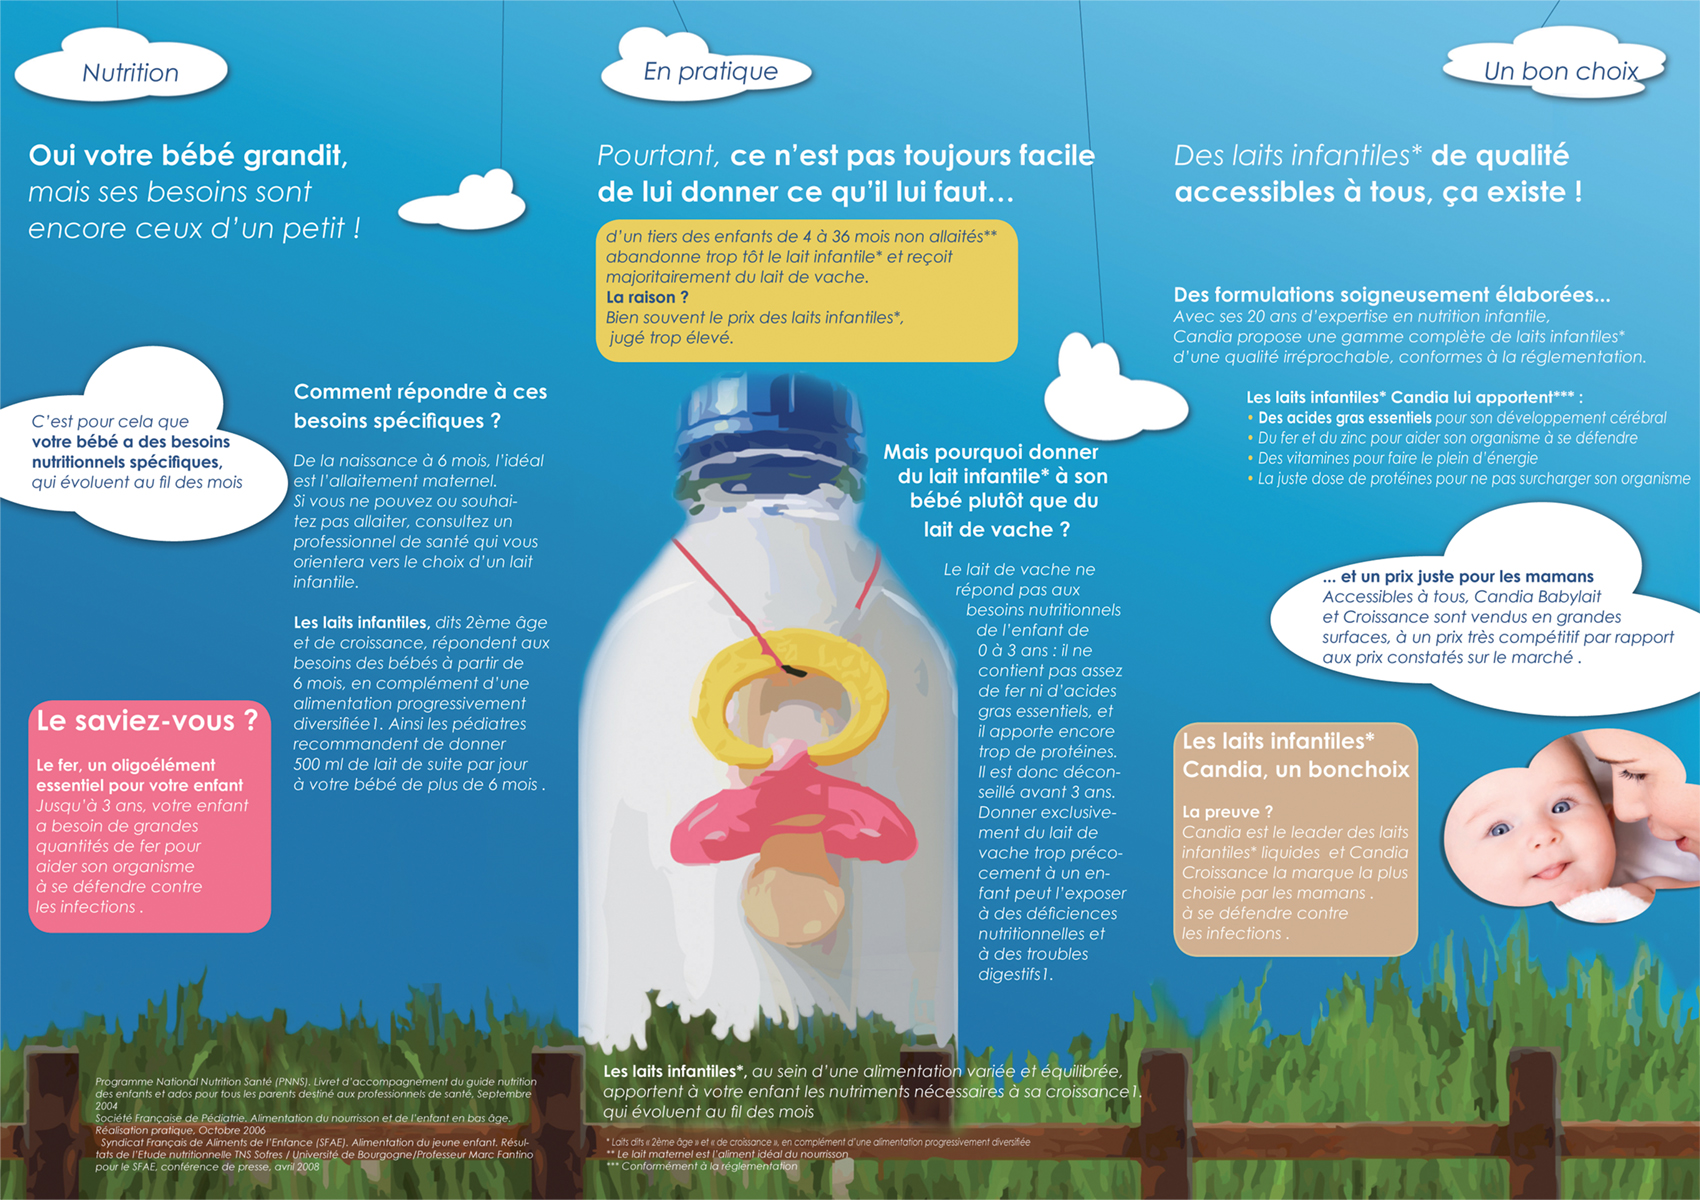 Nutrition
Oui votre bébé grandit,
mais ses besoins sont
encore ceux d'un petit !
C'est pour cela que
votre bébé a des besoins
nutritionnels spécifiques,
qui évoluent au fil des mois
Comment répondre à ces
besoins spécifiques ?
De la naissance à 6 mois, l'idéal
est l'allaitement maternel.
Si vous ne pouvez ou souhai-
tez pas allaiter, consultez un
professionnel de santé qui vous
orientera vers le choix d'un lait
infantile.
Les laits infantiles, dits 2ème âge
et de croissance, répondent aux
besoins des bébés à partir de
6 mois, en complément d'une
alimentation progressivement
diversifiée1. Ainsi les pédiatres
recommandent de donner
500 ml de lait de suite par jour
à votre bébé de plus de 6 mois .
Le saviez-vous ?
Le fer, un oligoélément
essentiel pour votre enfant
Jusqu'à 3 ans, votre enfant
a besoin de grandes
quantités de fer pour
aider son organisme
à se défendre contre
les infections .
Programme National Nutrition Santé (PNNS). Livret d'accompagnement du guide nutrition
des enfants et ados pour tous les parents destiné aux professionnels de santé, Septembre
2004
Société Française de Pédiatrie. Alimentation du nourrisson et de l'enfant en bas âge.
Réalisation pratique. Octobre 2006
Syndicat Français de Aliments de l'Enfance (SFAE). Alimentation du jeune enfant. Résul-
tats de l'Etude nutritionnelle TNS Sofres / Université de Bourgogne/Professeur Marc Fantino
pour le SFAE, conférence de presse, avril 2008
En pratique
Pourtant, ce n'est pas toujours facile
de lui donner ce qu'il lui faut...
d'un tiers des enfants de 4 à 36 mois non allaités**
abandonne trop tôt le lait infantile* et reçoit
majoritairement du lait de vache.
La raison ?
Bien souvent le prix des laits infantiles*,
jugé trop élevé.
Mais pourquoi donner
du lait infantile* à son
bébé plutôt que du
lait de vache ?
Le lait de vache ne
répond pas aux
besoins nutritionnels
de l'enfant de
0 à 3 ans : il ne
contient pas assez
de fer ni d'acides
gras essentiels, et
il apporte encore
trop de protéines.
Il est donc décon-
seillé avant 3 ans.
Donner exclusive-
ment du lait de
vache trop préco-
cement à un en-
fant peut l'exposer
à des déficiences
nutritionnelles et
à des troubles
digestifs1.
Les laits infantiles*, au sein d'une alimentation variée et équilibrée,
apportent à votre enfant les nutriments nécessaires à sa croissance1.
qui évoluent au fil des mois
* Laits dits « 2ème âge » et « de croissance », en complément d'une alimentation progressivement diversifiée
** Le lait maternel est l'aliment idéal du nourrisson
*** Conformément à la réglementation
Un bon choix
Des laits infantiles* de qualité
accessibles à tous, ça existe !
Des formulations soigneusement élaborées...
Avec ses 20 ans d'expertise en nutrition infantile,
Candia propose une gamme complète de laits infantiles*
d'une qualité irréprochable, conformes à la réglementation.
Les laits infantiles* Candia lui apportent*** :
• Des acides gras essentiels pour son développement cérébral
• Du fer et du zinc pour aider son organisme à se défendre
• Des vitamines pour faire le plein d'énergie
• La juste dose de protéines pour ne pas surcharger son organisme
... et un prix juste pour les mamans
Accessibles à tous, Candia Babylait
et Croissance sont vendus en grandes
surfaces, à un prix très compétitif par rapport
aux prix constatés sur le marché .
Les laits infantiles*
Candia, un bonchoix
La preuve ?
Candia est le leader des laits
infantiles* liquides et Candia
Croissance la marque la plus
choisie par les mamans .
à se défendre contre
les infections .